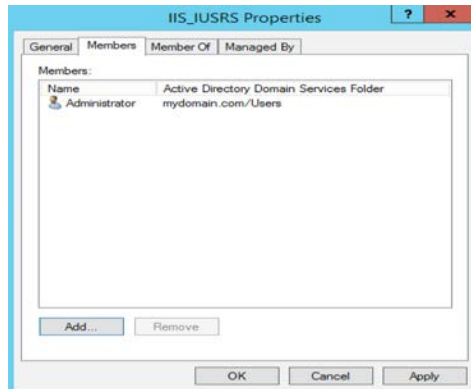 IIS_IUSRS Properties
? x
General Members Member Of Managed By
Members:
Name Active Directory Domain Services Folder
Administrator mydomain.com/Users
Add... Remove
OK Cancel Apply